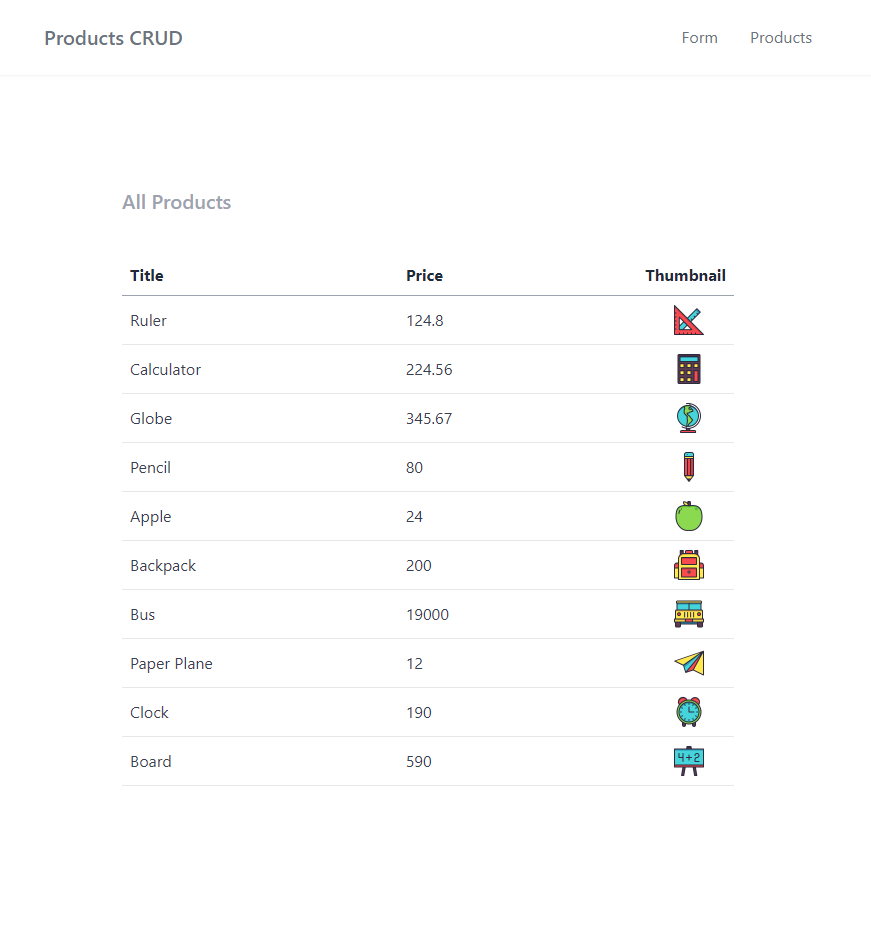 Products CRUD Form Products
All Products
Title Price Thumbnail
Ruler 124.8
Calculator 224.56
Globe 345.67
Pencil 80
Apple 24
Backpack 200
Bus 19000
Paper Plane 12
Clock 190
Board 590 4+2